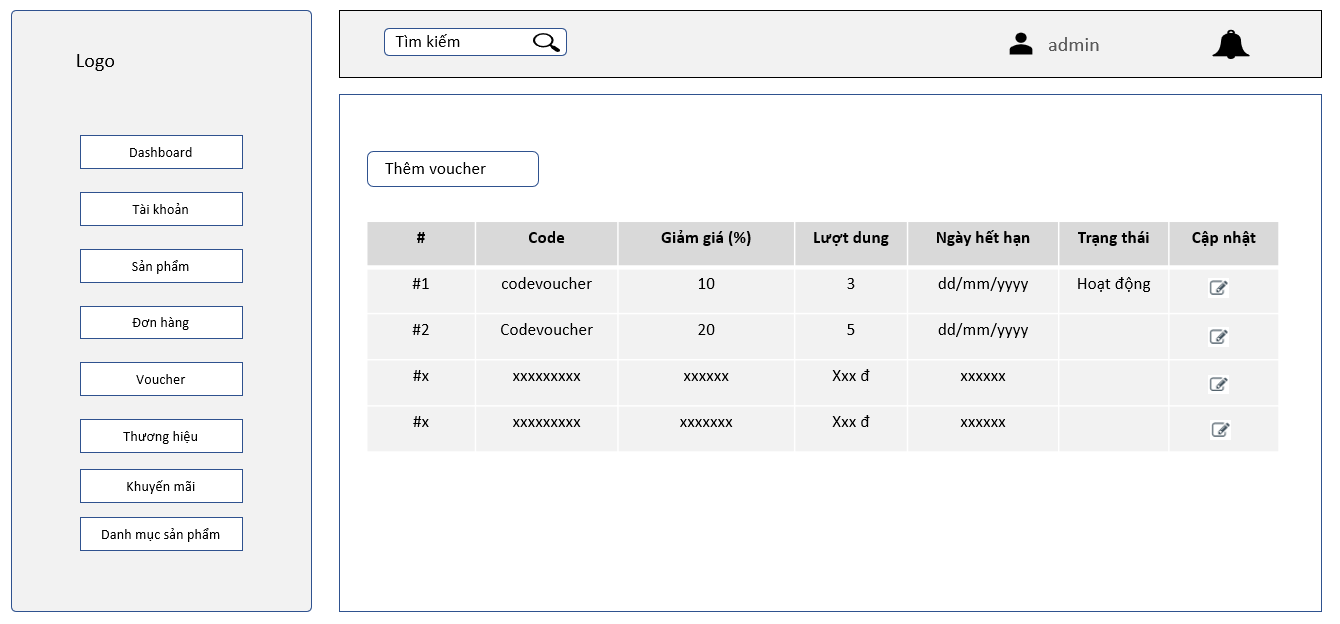 Logo
Dashboard
Tài khoản
Sản phẩm
Đơn hàng
Voucher
Thương hiệu
Khuyến mãi
Danh mục sản phẩm
Tìm kiếm
admin
Thêm voucher
# Code Giảm giá (%) Lượt dung Ngày hết hạn Trạng thái Cập nhật
#1 codevoucher 10 3 dd/mm/yyyy Hoạt động
#2 Codevoucher 20 5 dd/mm/yyyy
#x xxxxxxxxx xxxxxx Xxx đ xxxxxx
#x xxxxxxxxx xxxxxxx Xxx đ xxxxxx